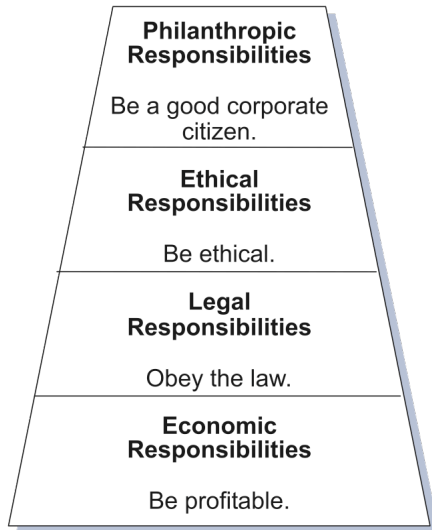 Philanthropic
Responsibilities
Be a good corporate
citizen.
Ethical
Responsibilities
Be ethical.
Legal
Responsibilities
Obey the law.
Economic
Responsibilities
Be profitable.